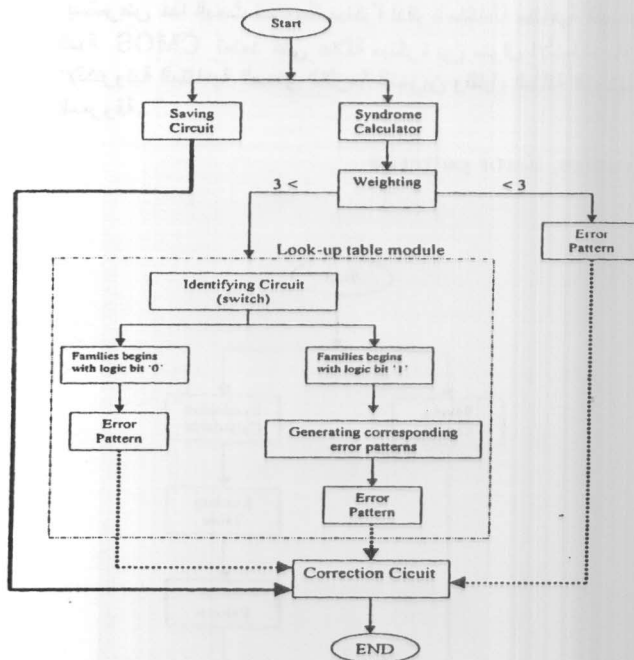 Start
Saving
Circuit
Syndrome
Calculator
Weighting
3 <
< 3
Error
Pattern
Look-up table module
Identifying Circuit
(switch)
Families begins
with logic bit '0'
Families begins
with logic bit '1'
Error
Pattern
Generating corresponding
error patterns
Error
Pattern
Correction Cicuit
END